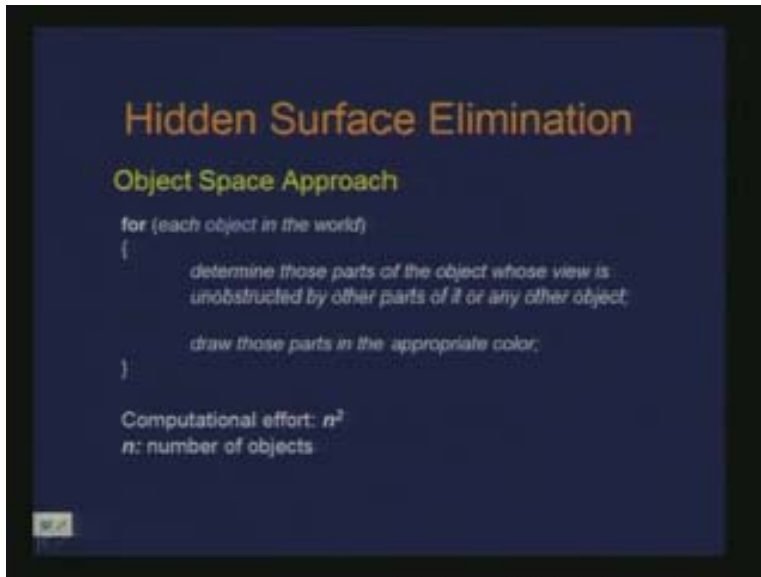 Hidden Surface Elimination
Object Space Approach
for (each object in the world)
{
determine those parts of the object whose view is
unobstructed by other parts of it or any other object;
draw those parts in the appropriate color;
}
Computational effort: n²
n: number of objects